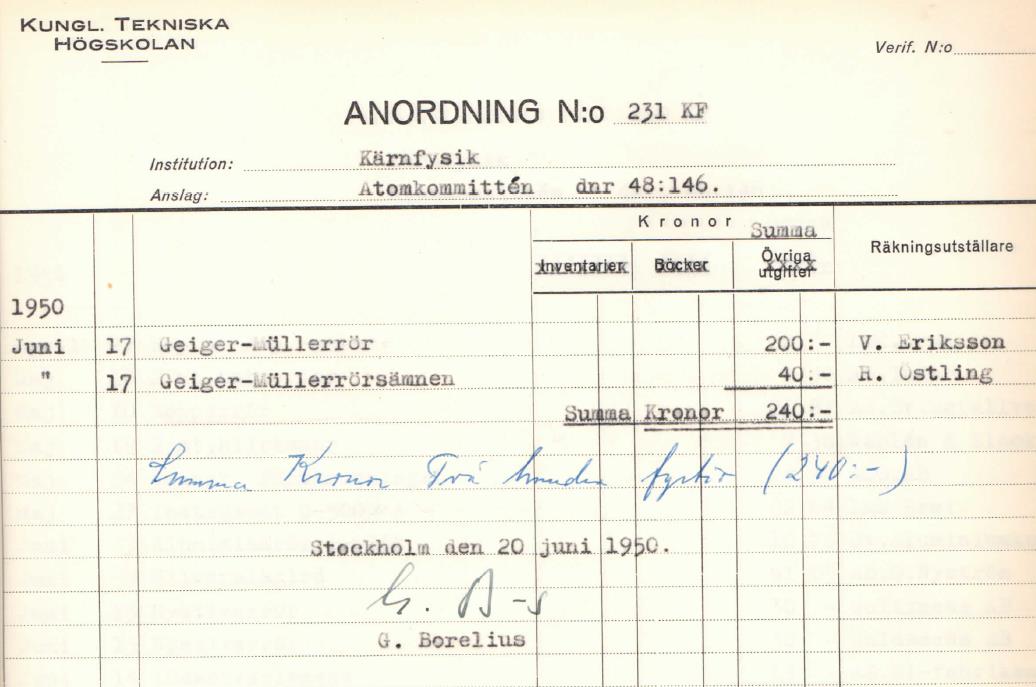 KUNGL. TEKNISKA
HÖGSKOLAN
Verif. N:o
ANORDNING N:o 231 KF
Institution: Kärnfysik
Anslag: Atomkommittén dnr 48:146.
Kronor
Summa
Inventarier Böcker Övriga utgifter Räkningsutställare
1950
Juni 17 Geiger-Müllerrör 200:- V. Eriksson
" 17 Geiger-Müllerrörsämnen 40:- R. Östling
Summa Kronor 240:-
Summa Kronor Två hundra fyrtio (240:-)
Stockholm den 20 juni 1950.
G. B-s
G. Borelius